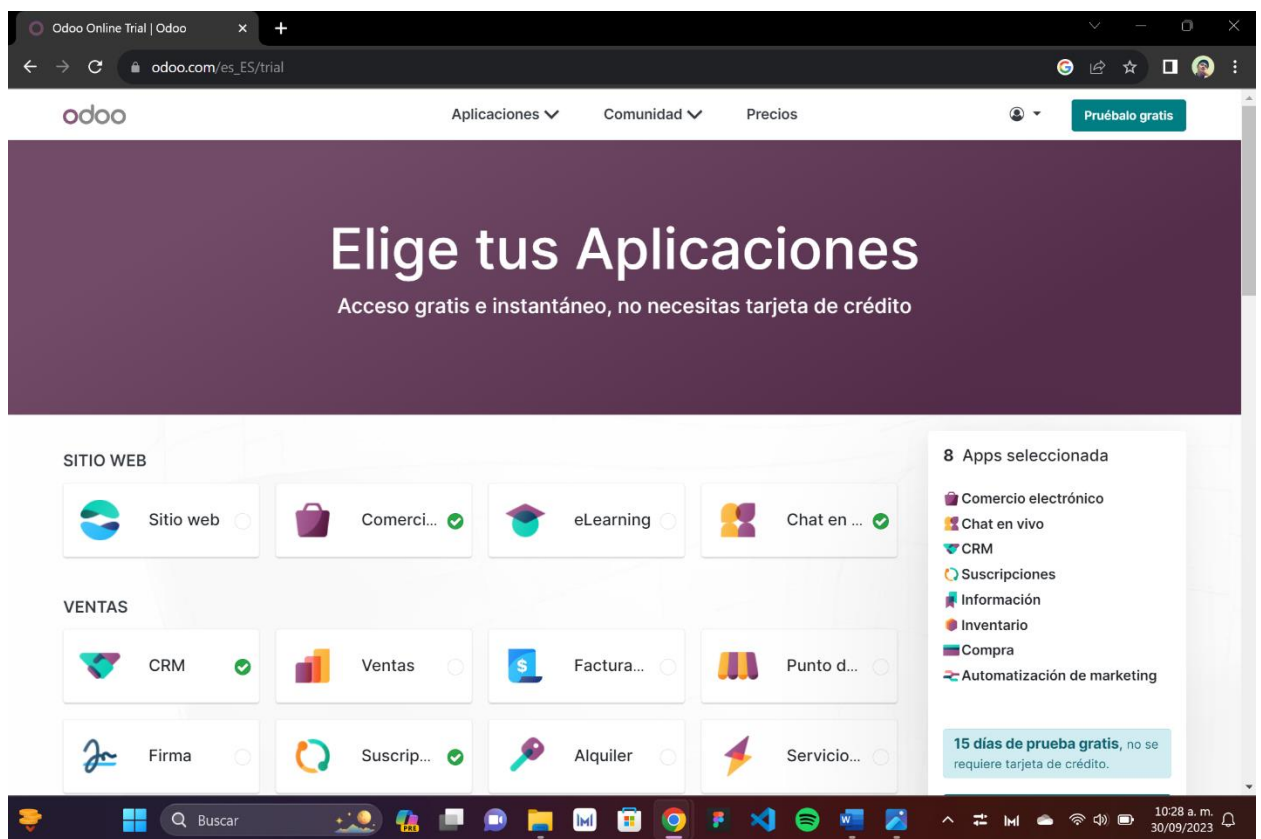 Odoo Online Trial | Odoo
odoo.com/es_ES/trial
odoo
Aplicaciones
Comunidad
Precios
Pruébalo gratis
Elige tus Aplicaciones
Acceso gratis e instantáneo, no necesitas tarjeta de crédito
SITIO WEB
Sitio web
Comerci...
eLearning
Chat en ...
VENTAS
CRM
Ventas
Factura...
Punto d...
Firma
Suscrip...
Alquiler
Servicio...
8 Apps seleccionada
Comercio electrónico
Chat en vivo
CRM
Suscripciones
Información
Inventario
Compra
Automatización de marketing
15 días de prueba gratis, no se
requiere tarjeta de crédito.
Buscar
PRE
10:28 a. m.
30/09/2023